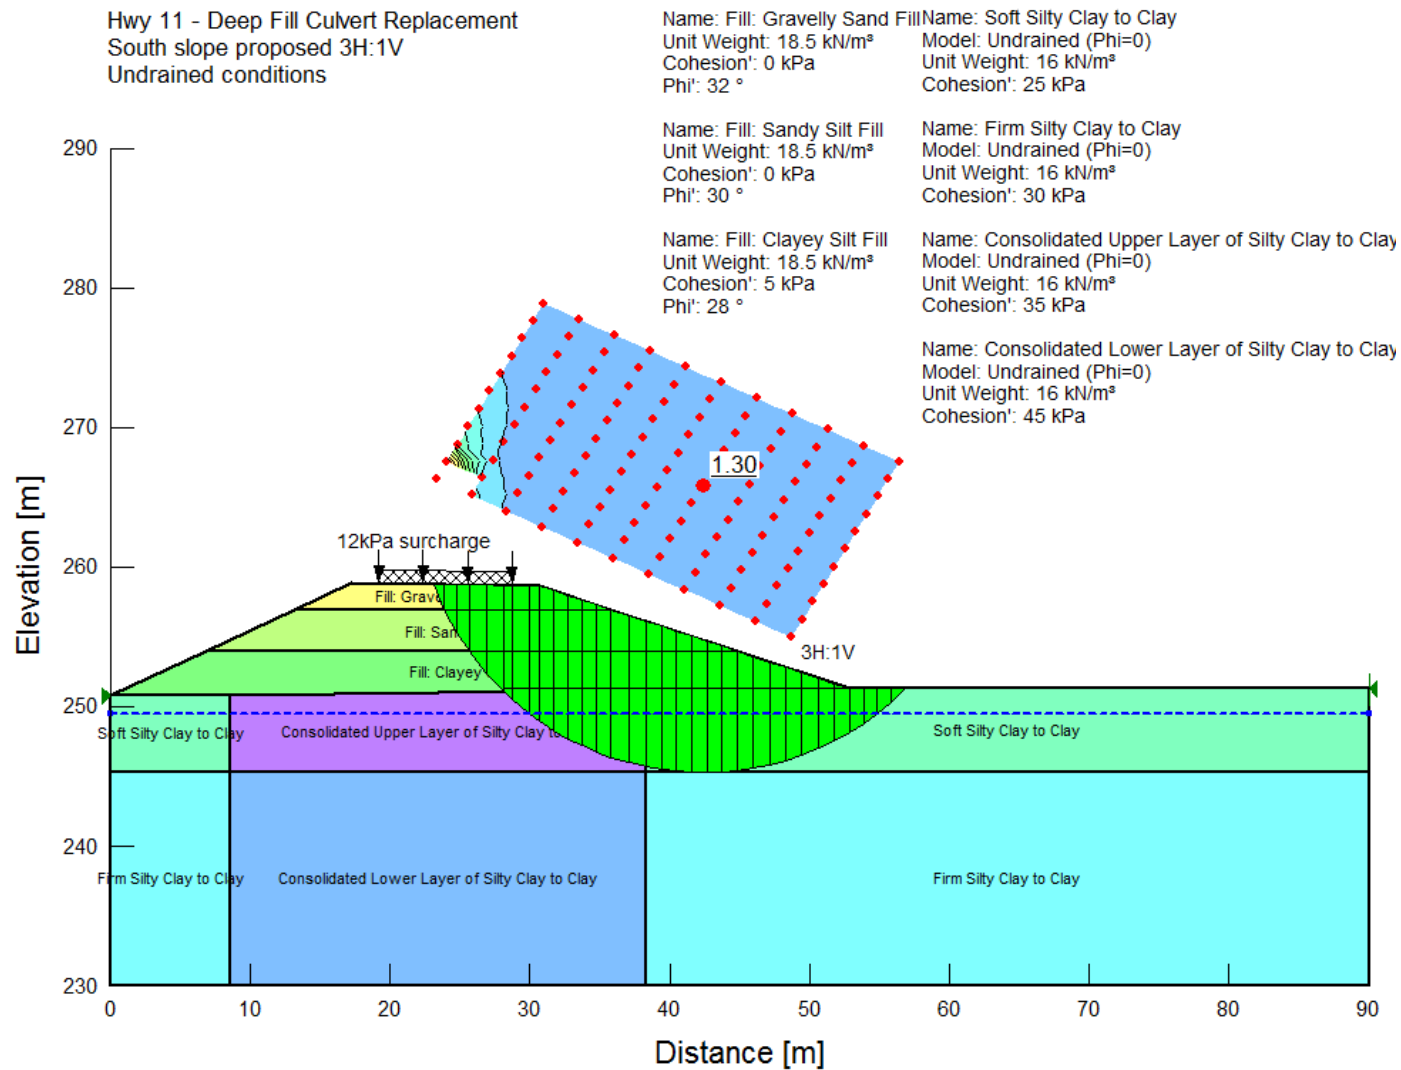 Hwy 11 - Deep Fill Culvert Replacement
South slope proposed 3H:1V
Undrained conditions
Name: Fill: Gravelly Sand Fill
Unit Weight: 18.5 kN/m³
Cohesion': 0 kPa
Phi': 32 °
Name: Fill: Sandy Silt Fill
Unit Weight: 18.5 kN/m³
Cohesion': 0 kPa
Phi': 30 °
Name: Fill: Clayey Silt Fill
Unit Weight: 18.5 kN/m³
Cohesion': 5 kPa
Phi': 28 °
Name: Soft Silty Clay to Clay
Model: Undrained (Phi=0)
Unit Weight: 16 kN/m³
Cohesion': 25 kPa
Name: Firm Silty Clay to Clay
Model: Undrained (Phi=0)
Unit Weight: 16 kN/m³
Cohesion': 30 kPa
Name: Consolidated Upper Layer of Silty Clay to Clay
Model: Undrained (Phi=0)
Unit Weight: 16 kN/m³
Cohesion': 35 kPa
Name: Consolidated Lower Layer of Silty Clay to Clay
Model: Undrained (Phi=0)
Unit Weight: 16 kN/m³
Cohesion': 45 kPa
290
280
270
260
250
240
230
Elevation [m]
1.30
12kPa surcharge
3H:1V
Fill: Grave
Fill: San
Fill: Clayey
Soft Silty Clay to Clay
Consolidated Upper Layer of Silty Clay to
Soft Silty Clay to Clay
Firm Silty Clay to Clay
Consolidated Lower Layer of Silty Clay to Clay
Firm Silty Clay to Clay
0 10 20 30 40 50 60 70 80 90
Distance [m]